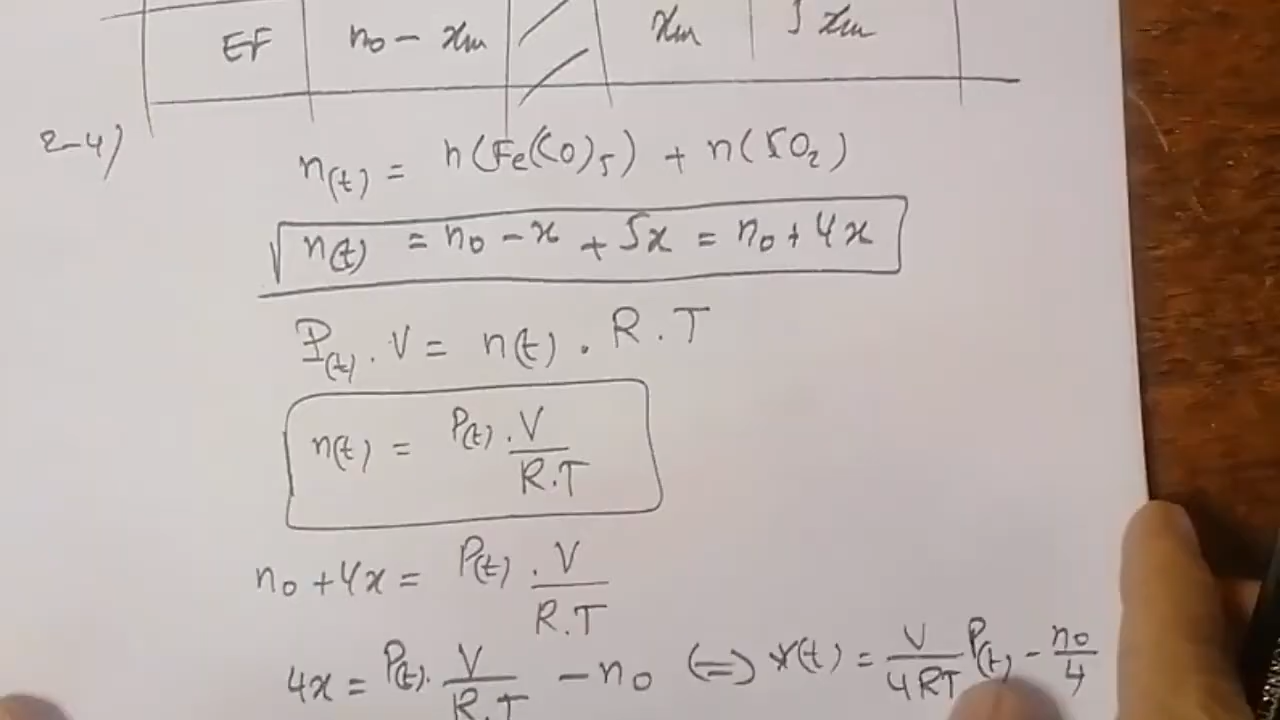 EF n₀ - xm xm 5xm
2-4)
n(t) = n(Fe(CO)5) + n(5O2)
n(t) = n₀ - x + 5x = n₀ + 4x
P(t) . V = n(t) . R . T
n(t) = P(t) . V / R.T
n₀ + 4x = P(t) . V / R.T
4x = P(t) . V / R.T - n₀ (=) x(t) = V / 4RT P(t) - n₀ / 4